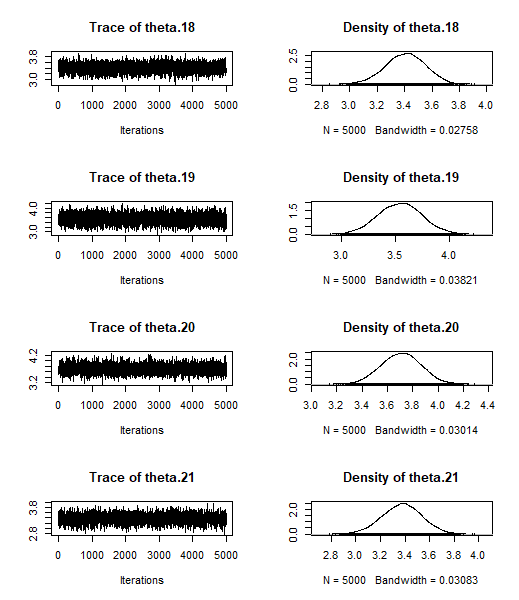 Trace of theta.18
3.0 3.8
0 1000 2000 3000 4000 5000
Iterations
Density of theta.18
0.0 2.5
2.8 3.0 3.2 3.4 3.6 3.8 4.0
N = 5000 Bandwidth = 0.02758
Trace of theta.19
3.0 4.0
0 1000 2000 3000 4000 5000
Iterations
Density of theta.19
0.0 1.5
3.0 3.5 4.0
N = 5000 Bandwidth = 0.03821
Trace of theta.20
3.2 4.2
0 1000 2000 3000 4000 5000
Iterations
Density of theta.20
0.0 2.0
3.0 3.2 3.4 3.6 3.8 4.0 4.2 4.4
N = 5000 Bandwidth = 0.03014
Trace of theta.21
2.8 3.8
0 1000 2000 3000 4000 5000
Iterations
Density of theta.21
0.0 2.0
2.8 3.0 3.2 3.4 3.6 3.8 4.0
N = 5000 Bandwidth = 0.03083